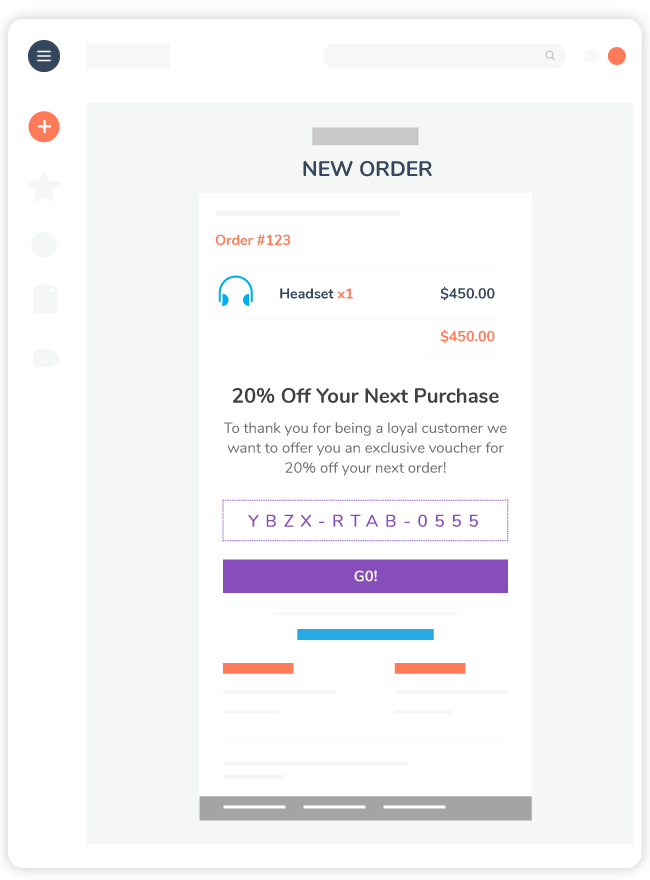 NEW ORDER
Order #123
Headset x1 $450.00
$450.00
20% Off Your Next Purchase
To thank you for being a loyal customer we
want to offer you an exclusive voucher for
20% off your next order!
YBZX-RTAB-0555
G0!